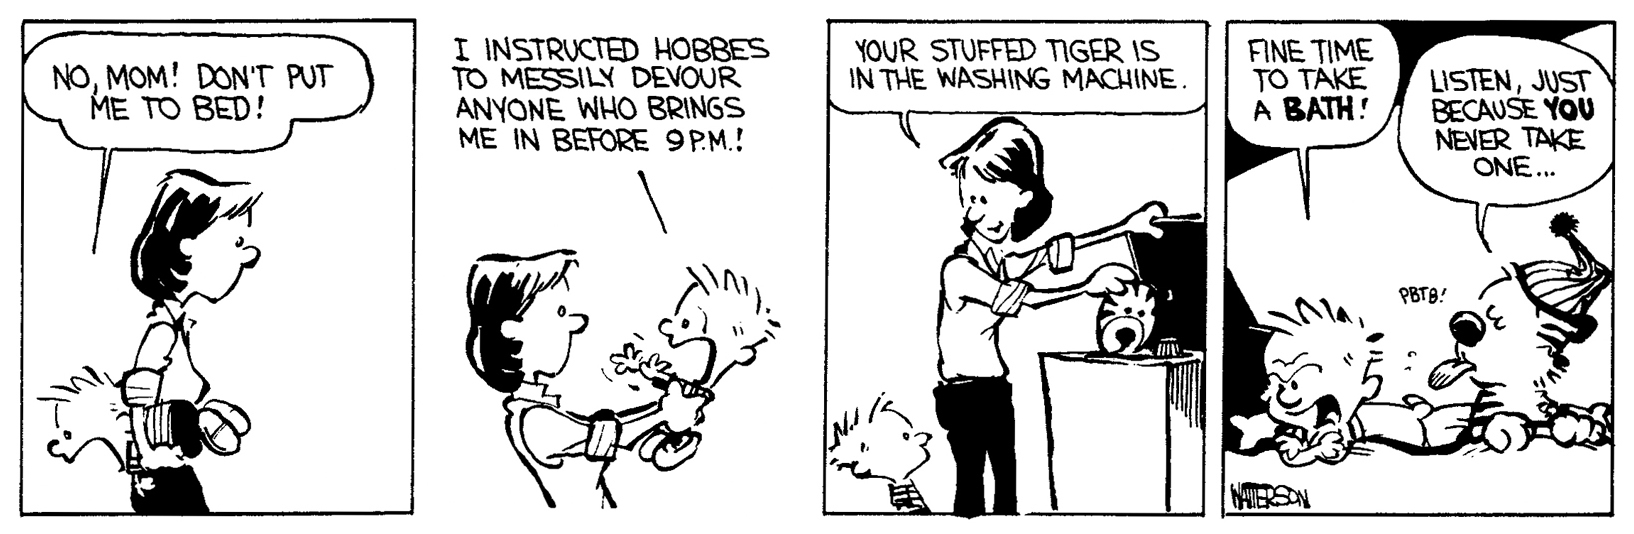 NO, MOM! DON'T PUT
ME TO BED!
I INSTRUCTED HOBBES
TO MESSILY DEVOUR
ANYONE WHO BRINGS
ME IN BEFORE 9 P.M.!
YOUR STUFFED TIGER IS
IN THE WASHING MACHINE.
FINE TIME
TO TAKE
A BATH!
LISTEN, JUST
BECAUSE YOU
NEVER TAKE
ONE...
PBTB!
WATTERSON